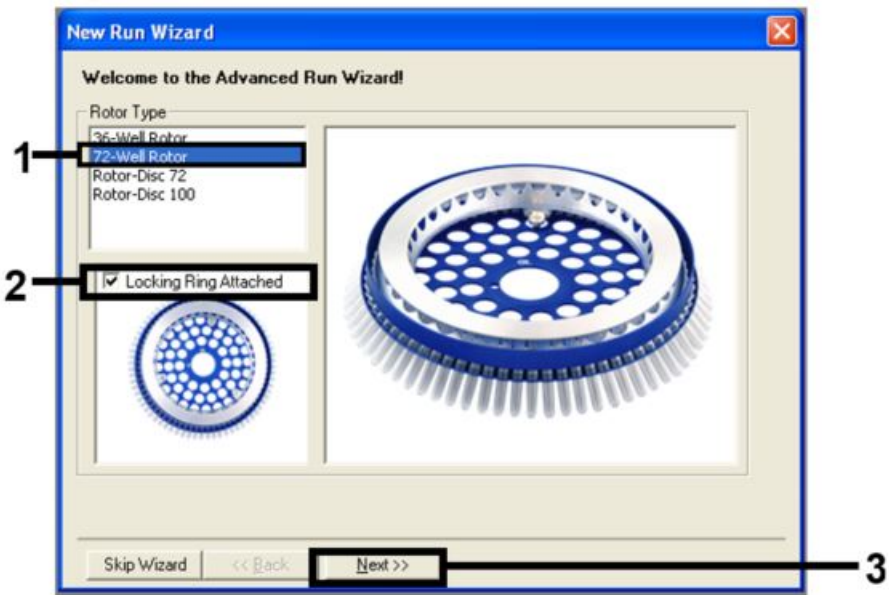 New Run Wizard
Welcome to the Advanced Run Wizard!
Rotor Type
36-Well Rotor
1
72-Well Rotor
Rotor-Disc 72
Rotor-Disc 100
2
Locking Ring Attached
Skip Wizard
<< Back
Next >>
3